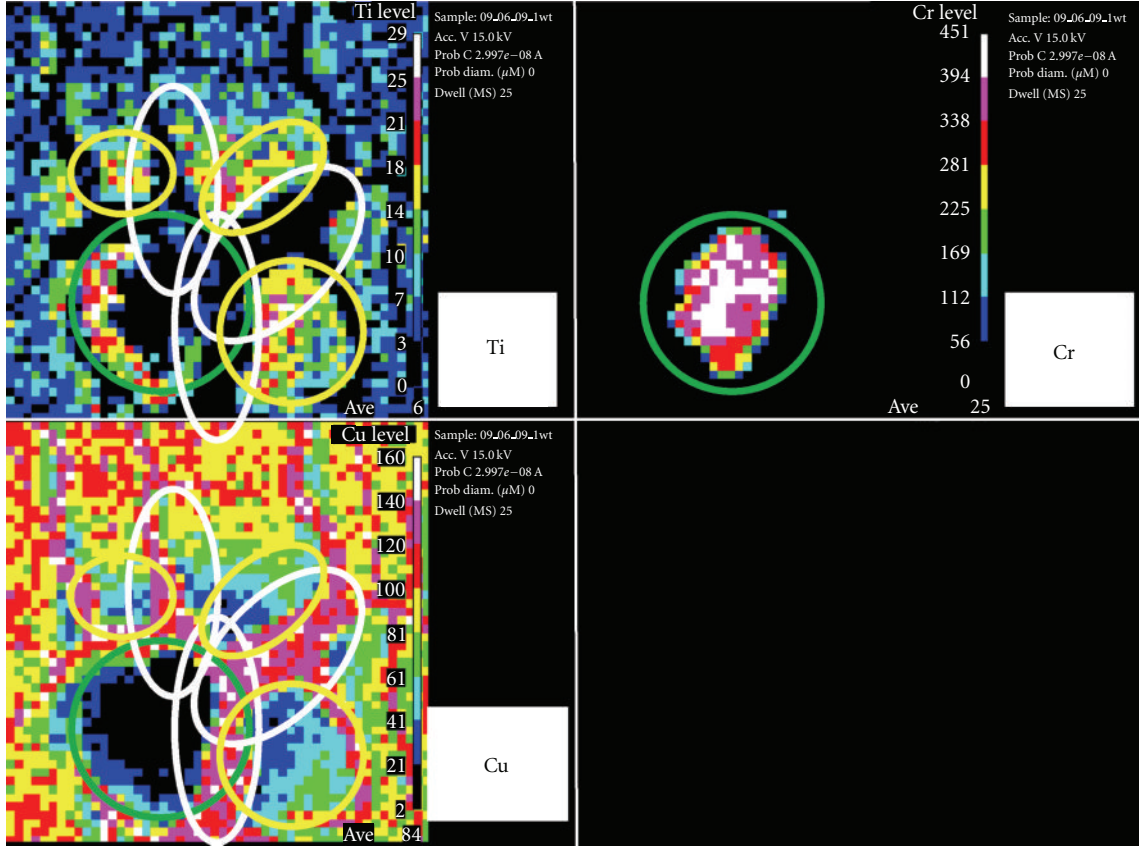 Ti level
29
25
21
18
14
10
7
3
0
Ave 6
Sample: 09_06_09_1wt
Acc. V 15.0 kV
Prob C 2.997e−08 A
Prob diam. (μM) 0
Dwell (MS) 25
Ti
Cr level
451
394
338
281
225
169
112
56
0
Ave 25
Sample: 09_06_09_1wt
Acc. V 15.0 kV
Prob C 2.997e−08 A
Prob diam. (μM) 0
Dwell (MS) 25
Cr
Cu level
160
140
120
100
81
61
41
21
2
Ave 84
Sample: 09_06_09_1wt
Acc. V 15.0 kV
Prob C 2.997e−08 A
Prob diam. (μM) 0
Dwell (MS) 25
Cu